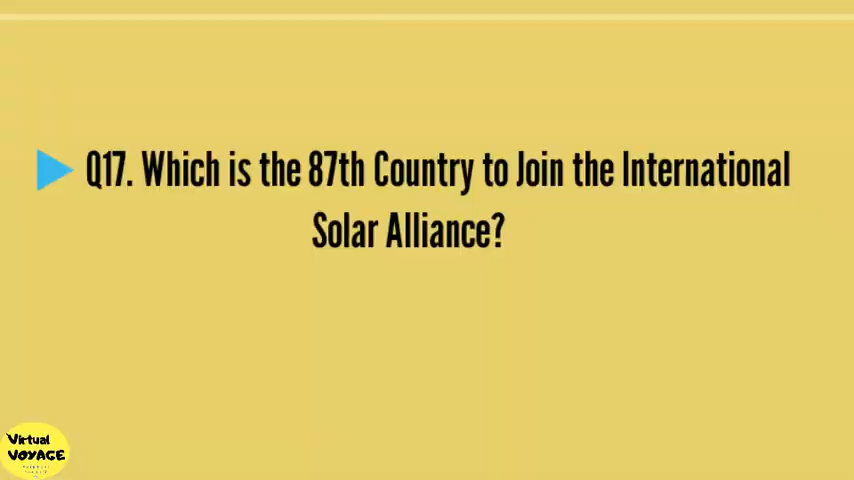 Q17. Which is the 87th Country to Join the International
Solar Alliance?
Virtual
VOYAGE